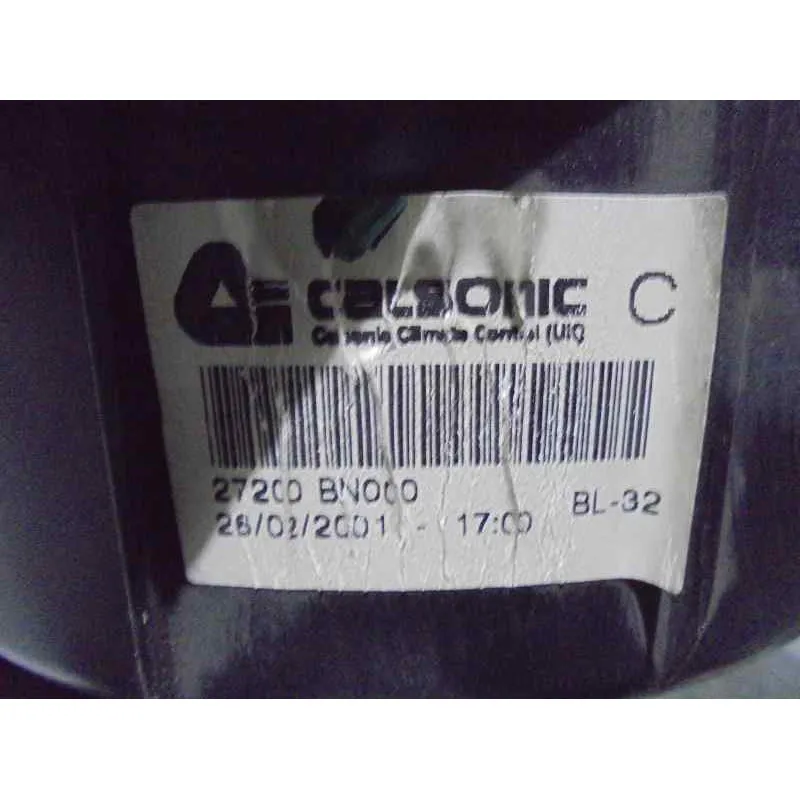 calsonic C
Calsonic Climate Control (UK)
27200 BN000
26/02/2001 - 17:00
BL-32